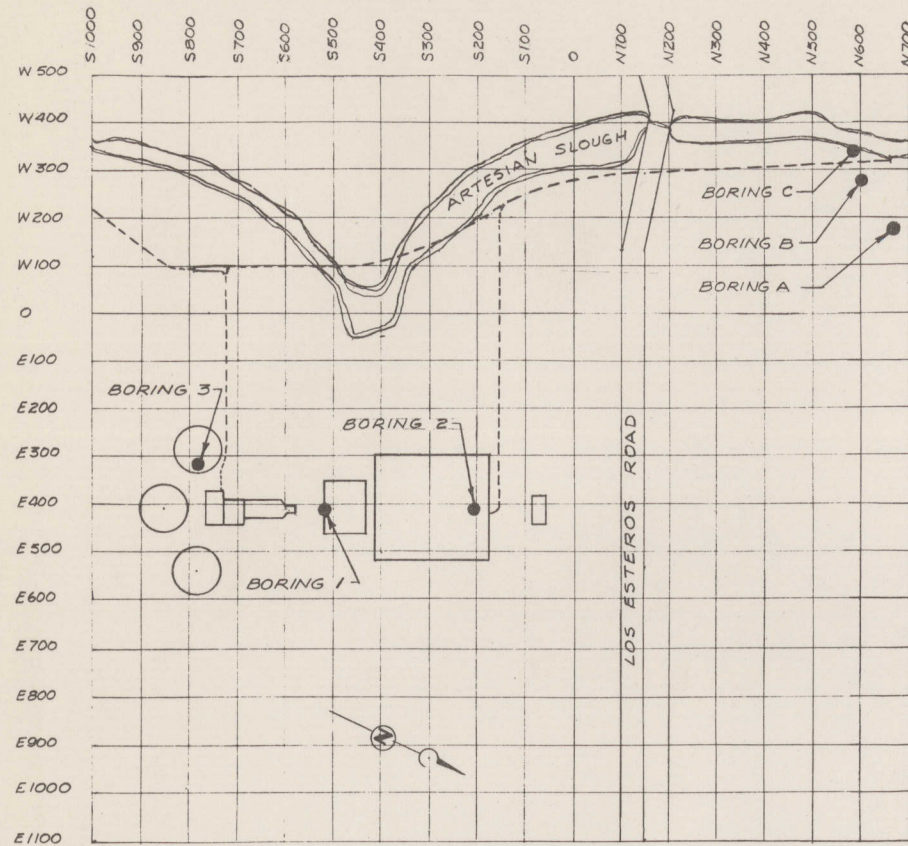 S1000
S900
S800
S700
S600
S500
S400
S300
S200
S100
0
N100
N200
N300
N400
N500
N600
N700
W500
W400
W300
W200
W100
0
E100
E200
E300
E400
E500
E600
E700
E800
E900
E1000
E1100
ARTESIAN SLOUGH
BORING C
BORING B
BORING A
BORING 3
BORING 2
BORING 1
LOS ESTEROS ROAD
N